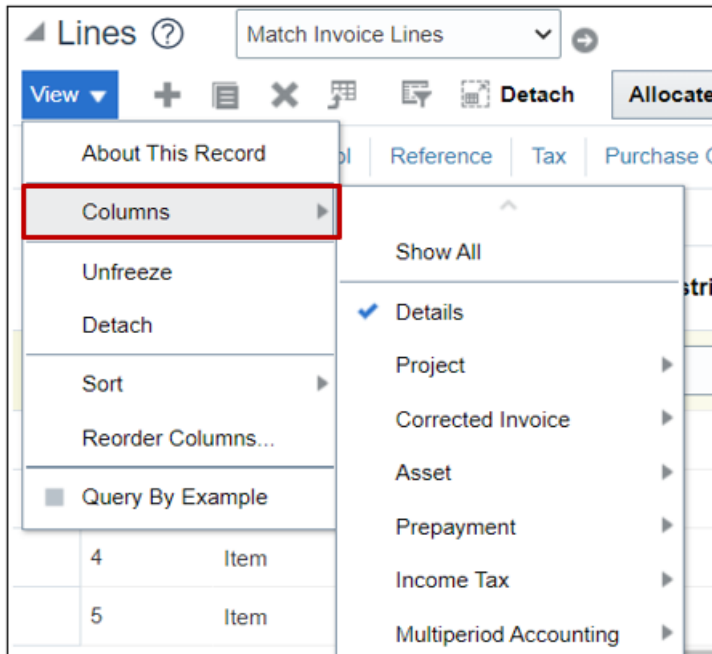 Lines ?
Match Invoice Lines
View
Detach
Allocate
About This Record
Reference
Tax
Purchase
Columns
Show All
Unfreeze
Details
Detach
Project
Sort
Corrected Invoice
Reorder Columns...
Asset
Query By Example
Prepayment
4 Item
Income Tax
5 Item
Multiperiod Accounting